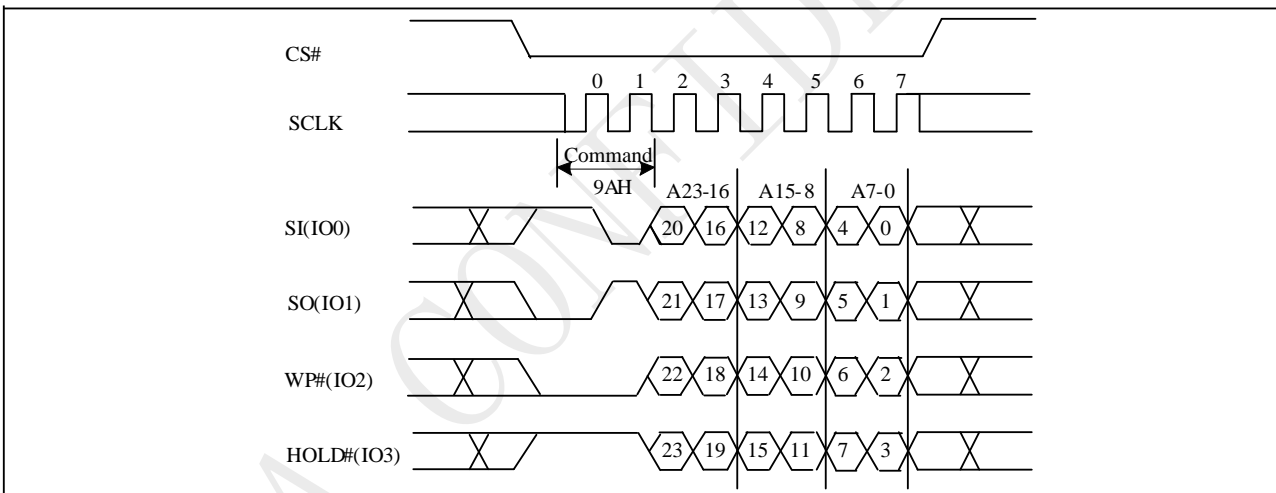 CS#
0 1 2 3 4 5 6 7
SCLK
Command
9AH
A23-16 A15-8 A7-0
SI(IO0)
20 16 12 8 4 0
SO(IO1)
21 17 13 9 5 1
WP#(IO2)
22 18 14 10 6 2
HOLD#(IO3)
23 19 15 11 7 3